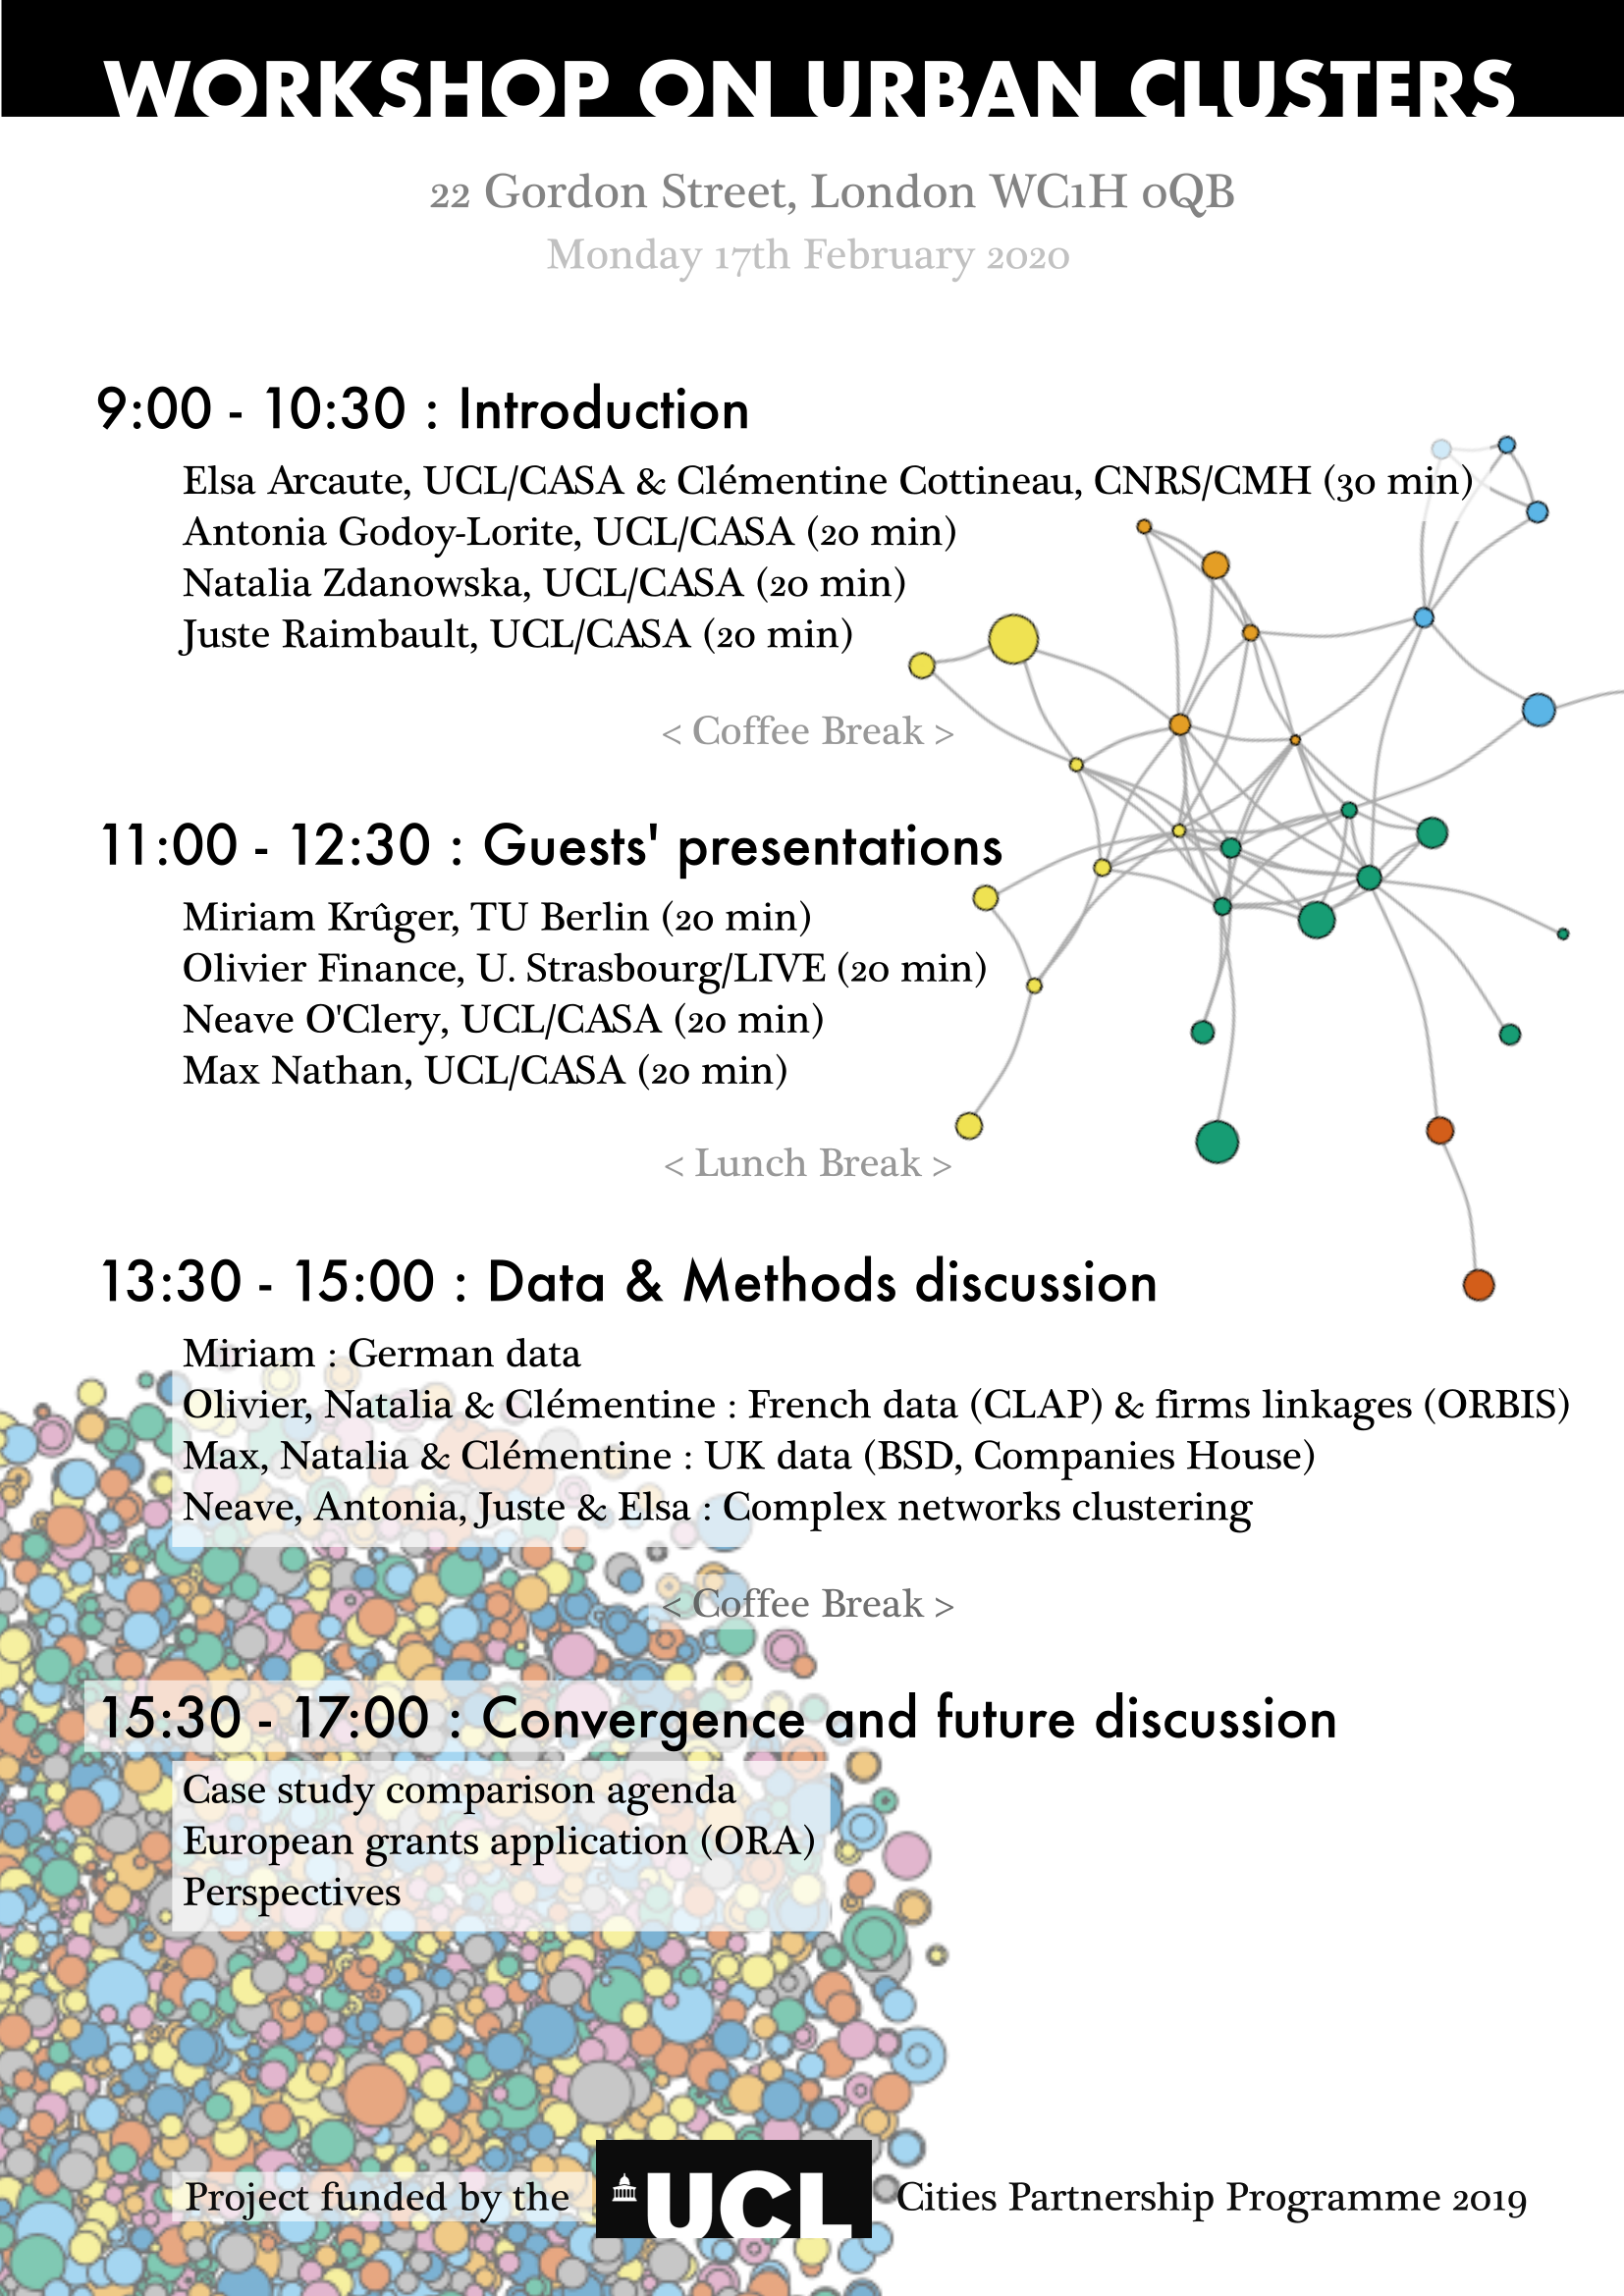 WORKSHOP ON URBAN CLUSTERS
22 Gordon Street, London WC1H 0QB
Monday 17th February 2020
9:00 - 10:30 : Introduction
Elsa Arcaute, UCL/CASA & Clémentine Cottineau, CNRS/CMH (30 min)
Antonia Godoy-Lorite, UCL/CASA (20 min)
Natalia Zdanowska, UCL/CASA (20 min)
Juste Raimbault, UCL/CASA (20 min)
< Coffee Break >
11:00 - 12:30 : Guests' presentations
Miriam Krûger, TU Berlin (20 min)
Olivier Finance, U. Strasbourg/LIVE (20 min)
Neave O'Clery, UCL/CASA (20 min)
Max Nathan, UCL/CASA (20 min)
< Lunch Break >
13:30 - 15:00 : Data & Methods discussion
Miriam : German data
Olivier, Natalia & Clémentine : French data (CLAP) & firms linkages (ORBIS)
Max, Natalia & Clémentine : UK data (BSD, Companies House)
Neave, Antonia, Juste & Elsa : Complex networks clustering
< Coffee Break >
15:30 - 17:00 : Convergence and future discussion
Case study comparison agenda
European grants application (ORA)
Perspectives
Project funded by the UCL Cities Partnership Programme 2019